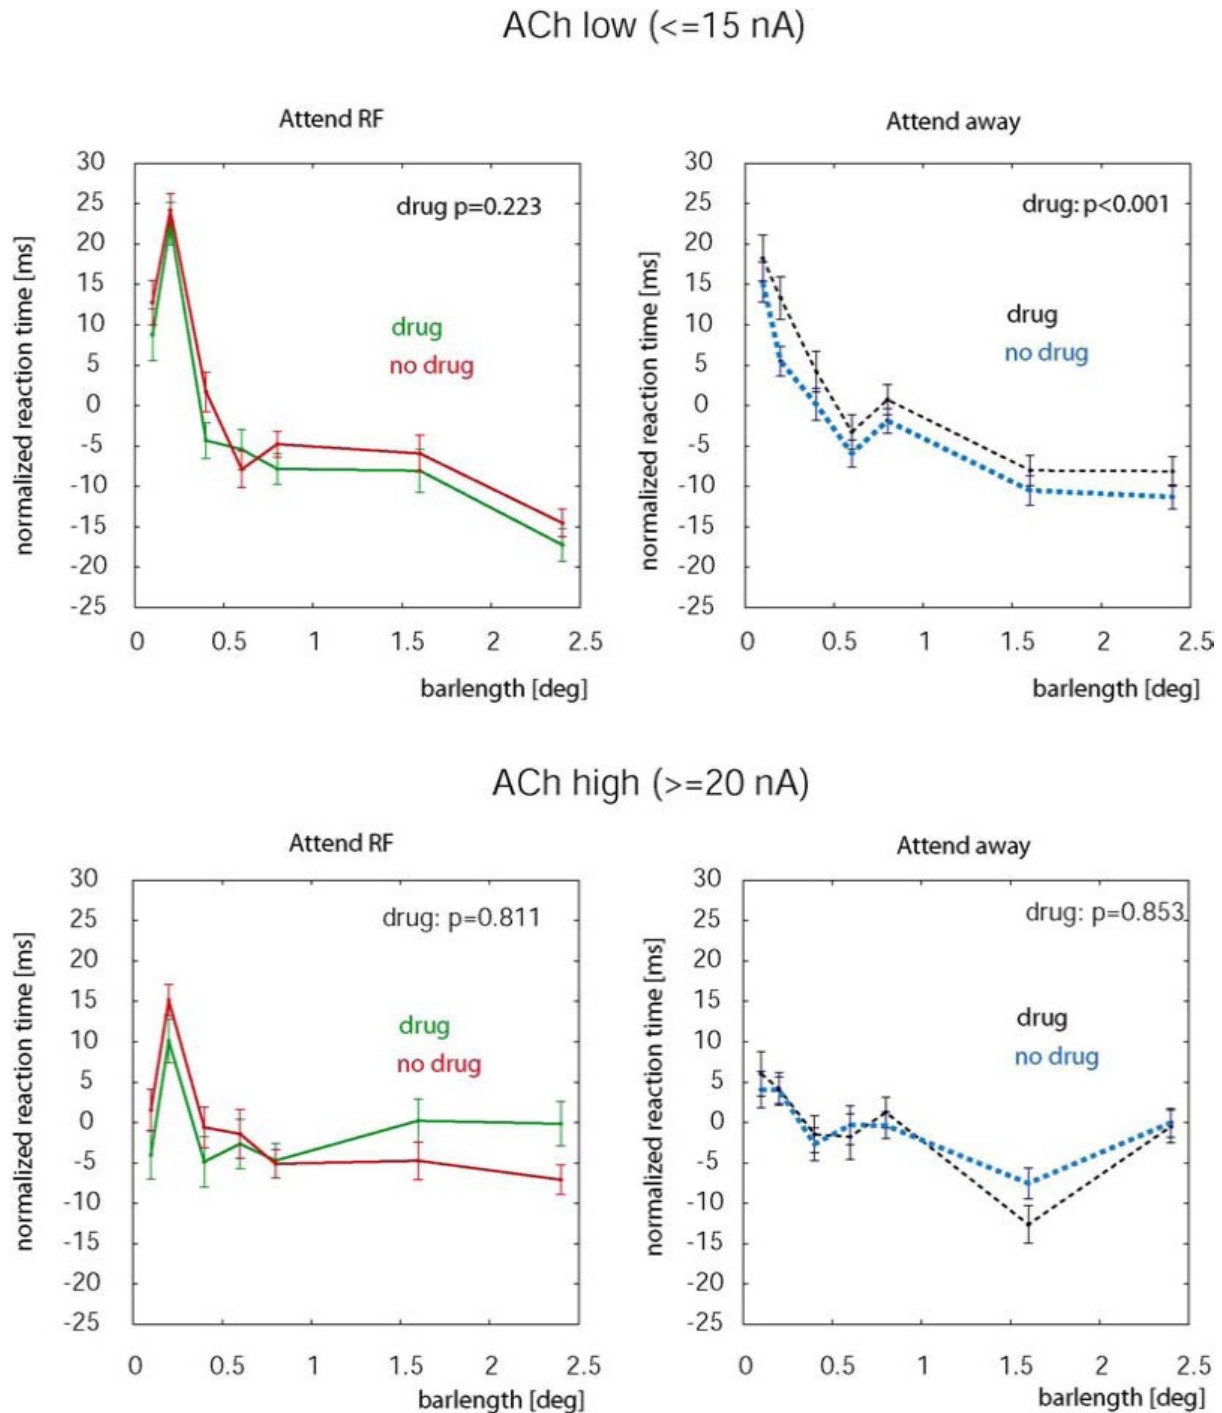 ACh low (<=15 nA)
Attend RF
Attend away
30
25
20
15
10
5
0
-5
-10
-15
-20
-25
normalized reaction time [ms]
drug p=0.223
drug
no drug
0 0.5 1 1.5 2 2.5
barlength [deg]
30
25
20
15
10
5
0
-5
-10
-15
-20
-25
normalized reaction time [ms]
drug: p<0.001
drug
no drug
0 0.5 1 1.5 2 2.5
barlength [deg]
ACh high (>=20 nA)
Attend RF
Attend away
30
25
20
15
10
5
0
-5
-10
-15
-20
-25
normalized reaction time [ms]
drug: p=0.811
drug
no drug
0 0.5 1 1.5 2 2.5
barlength [deg]
30
25
20
15
10
5
0
-5
-10
-15
-20
-25
normalized reaction time [ms]
drug: p=0.853
drug
no drug
0 0.5 1 1.5 2 2.5
barlength [deg]